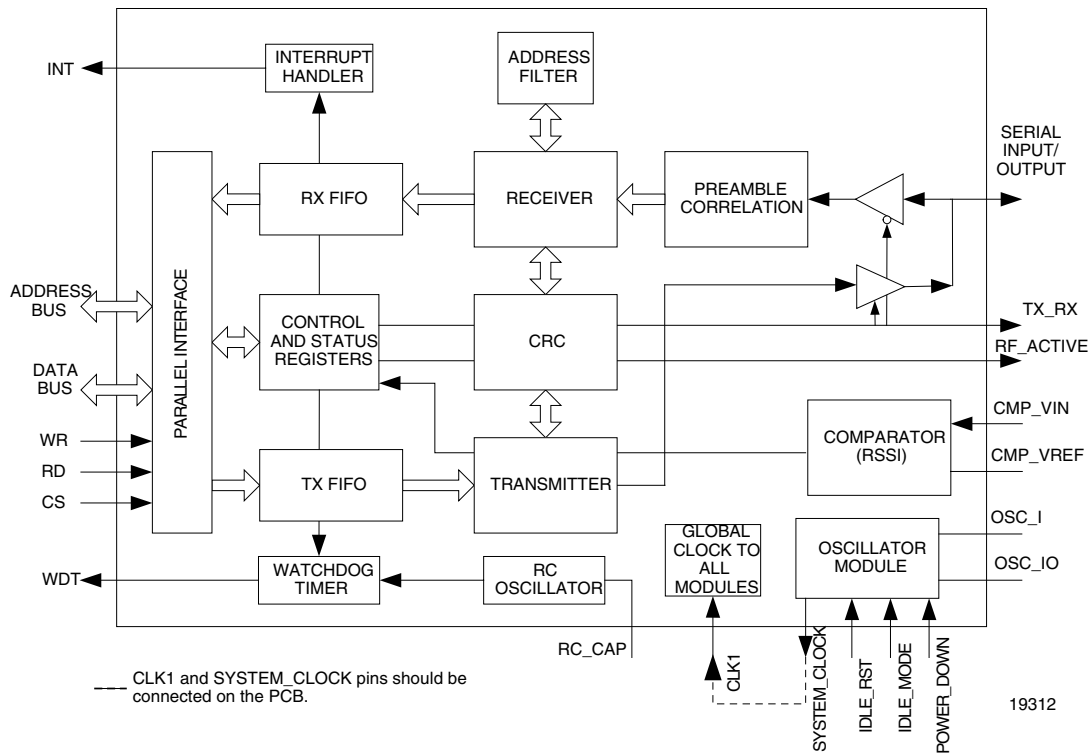 INT
INTERRUPT
HANDLER
ADDRESS
FILTER
SERIAL
INPUT/
OUTPUT
RX FIFO
RECEIVER
PREAMBLE
CORRELATION
PARALLEL INTERFACE
ADDRESS
BUS
DATA
BUS
CONTROL
AND STATUS
REGISTERS
CRC
TX_RX
RF_ACTIVE
WR
RD
CS
TX FIFO
TRANSMITTER
COMPARATOR
(RSSI)
CMP_VIN
CMP_VREF
WDT
WATCHDOG
TIMER
RC
OSCILLATOR
GLOBAL
CLOCK TO
ALL
MODULES
OSCILLATOR
MODULE
OSC_I
OSC_IO
RC_CAP
CLK1
SYSTEM_CLOCK
IDLE_RST
IDLE_MODE
POWER_DOWN
CLK1 and SYSTEM_CLOCK pins should be
connected on the PCB.
19312